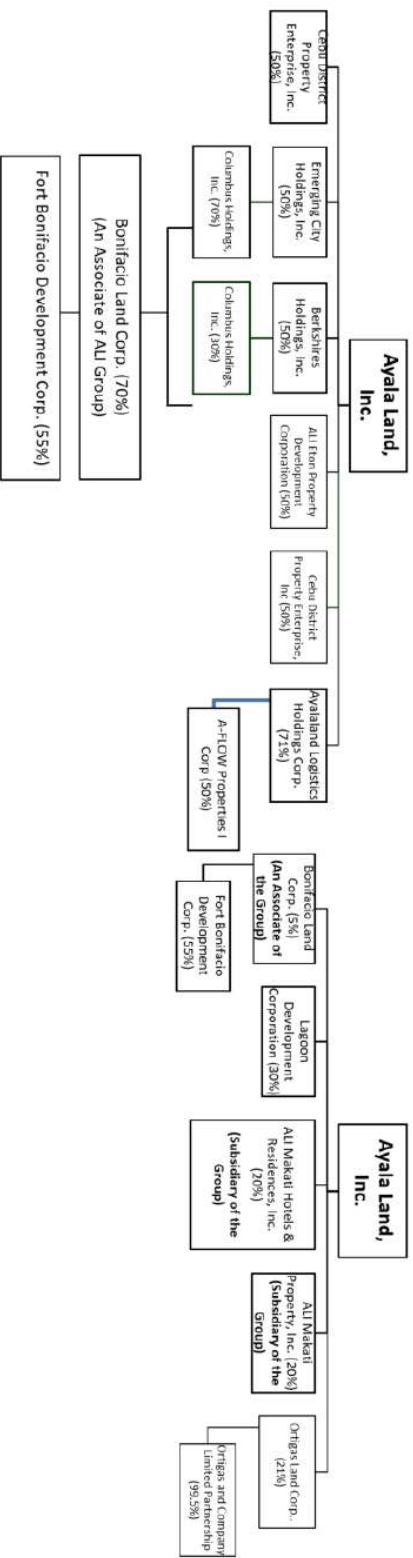 Ayala Land,
Inc.
Cebu District
Property
Enterprise, Inc.
(50%)
Emerging City
Holdings, Inc.
(50%)
Berkshires
Holdings, Inc.
(50%)
ALI Eton Property
Development
Corporation (50%)
Cebu District
Property Enterprise,
Inc (50%)
Ayalaland Logistics
Holdings Corp.
(71%)
Columbus Holdings,
Inc. (70%)
Columbus Holdings,
Inc. (30%)
A-FLOW Properties I
Corp (50%)
Bonifacio Land Corp. (70%)
(An Associate of ALI Group)
Fort Bonifacio Development Corp. (55%)
Ayala Land,
Inc.
Bonifacio Land
Corp. (5%)
(An Associate of
the Group)
Lagoon
Development
Corporation (30%)
ALI Makati Hotels &
Residences, Inc.
(20%)
(Subsidiary of the
Group)
ALI Makati
Property, Inc. (20%)
(Subsidiary of the
Group)
Ortigas Land Corp..
(21%)
Fort Bonifacio
Development
Corp. (55%)
Ortigas and Company
Limited Partnership
(99.5%)